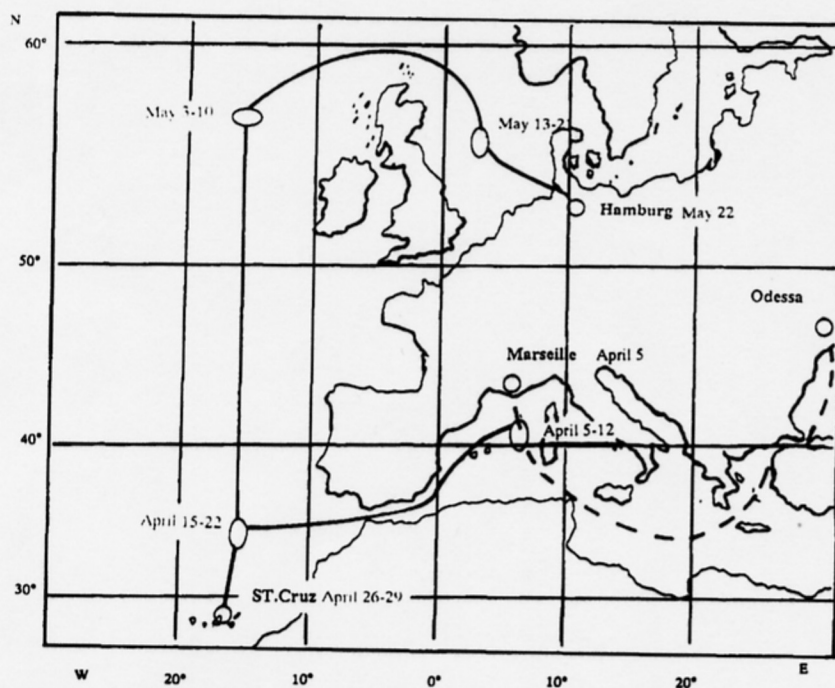 N
60°
May 3-10
May 13-21
Hamburg May 22
50°
Odessa
Marseille April 5
April 5-12
40°
April 15-22
30°
ST.Cruz April 26-29
W 20° 10° 0° 10° 20° E